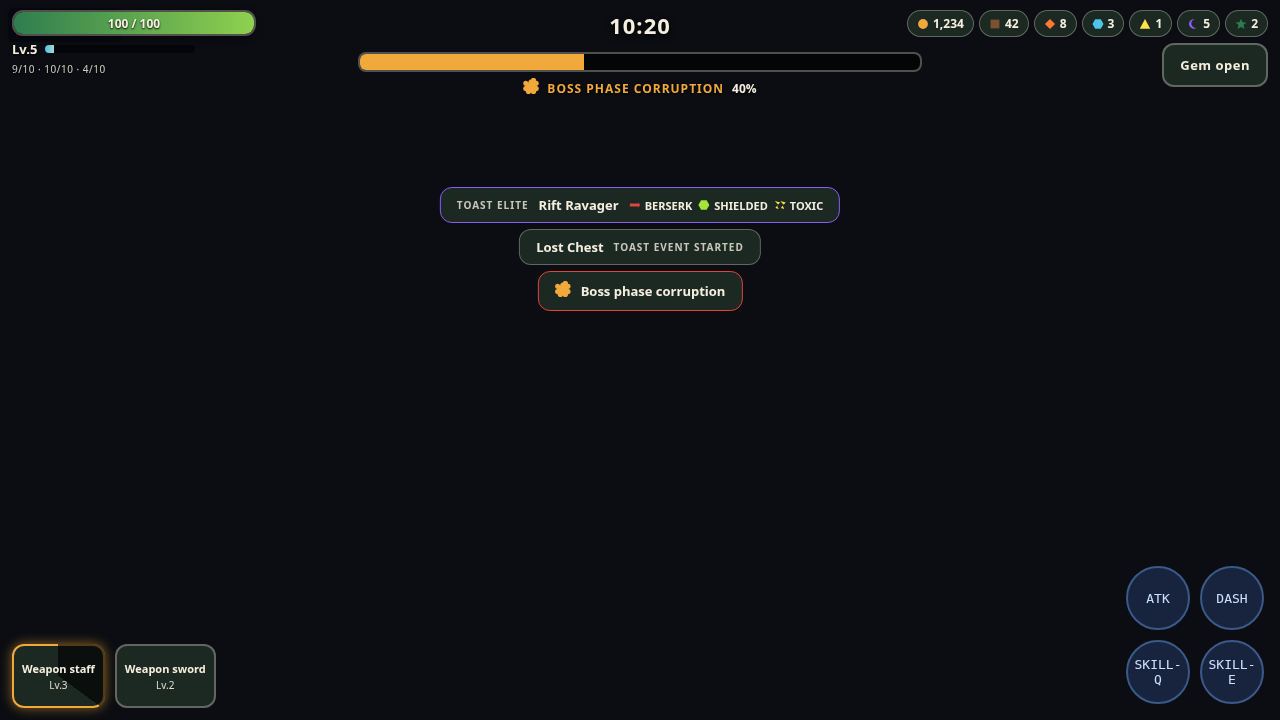 100 / 100
Lv.5
9/10 · 10/10 · 4/10
10:20
BOSS PHASE CORRUPTION 40%
1,234 42 8 3 1 5 2
Gem open
TOAST ELITE Rift Ravager BERSERK SHIELDED TOXIC
Lost Chest TOAST EVENT STARTED
Boss phase corruption
ATK DASH
SKILL-Q SKILL-E
Weapon staff
Lv.3
Weapon sword
Lv.2